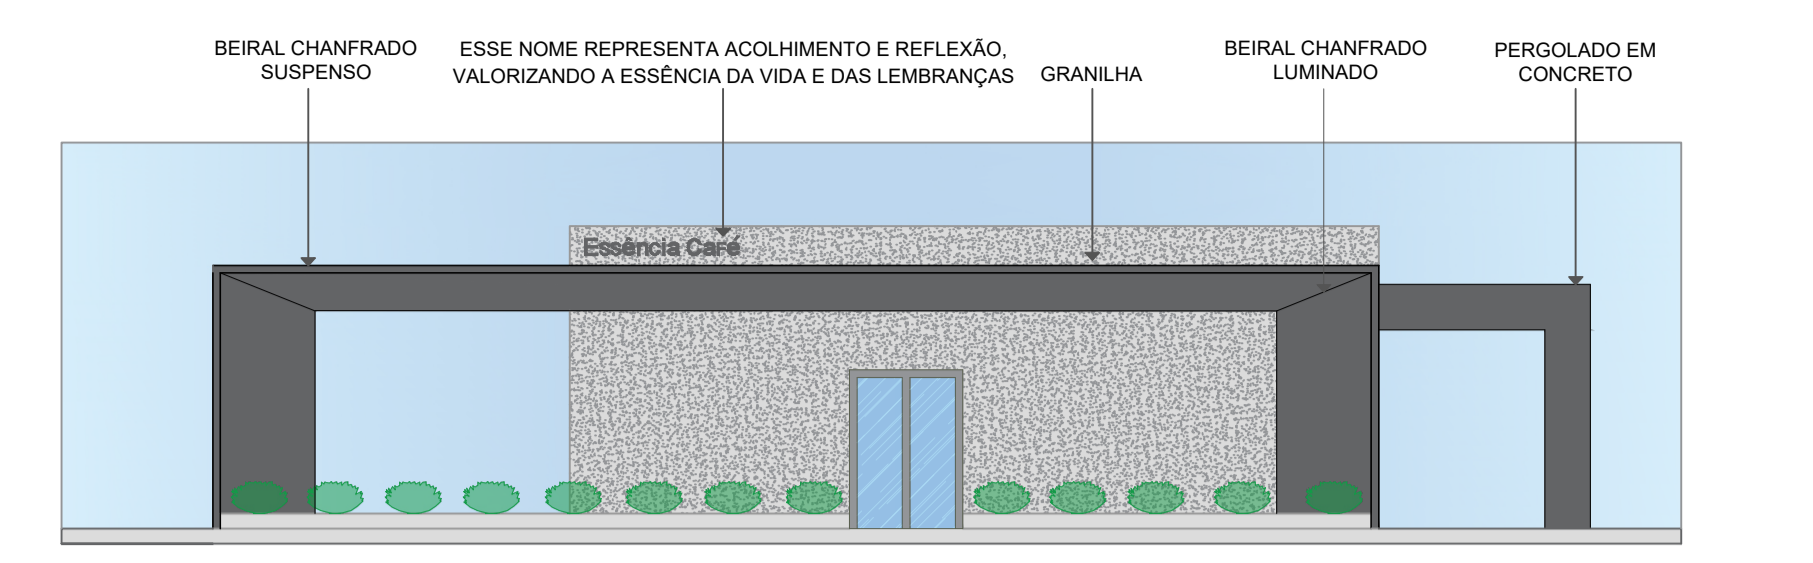 BEIRAL CHANFRADO
SUSPENSO
ESSE NOME REPRESENTA ACOLHIMENTO E REFLEXÃO,
VALORIZANDO A ESSÊNCIA DA VIDA E DAS LEMBRANÇAS
GRANILHA
BEIRAL CHANFRADO
LUMINADO
PERGOLADO EM
CONCRETO
Essência Café